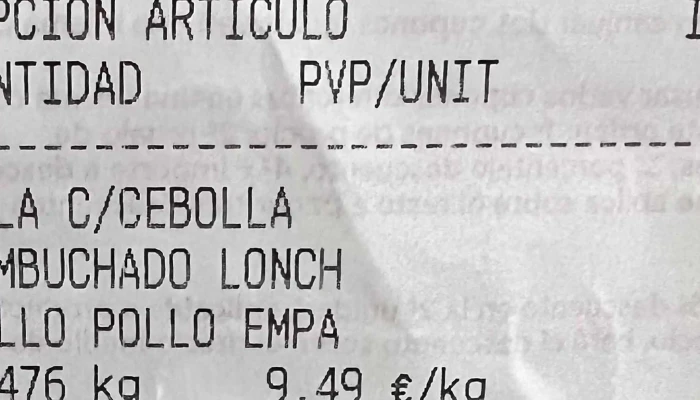 PCION ARTICULO
NTIDAD PVP/UNIT
--------------------------------
LA C/CEBOLLA
MBUCHADO LONCH
LLO POLLO EMPA
476 kg 9,49 €/kg